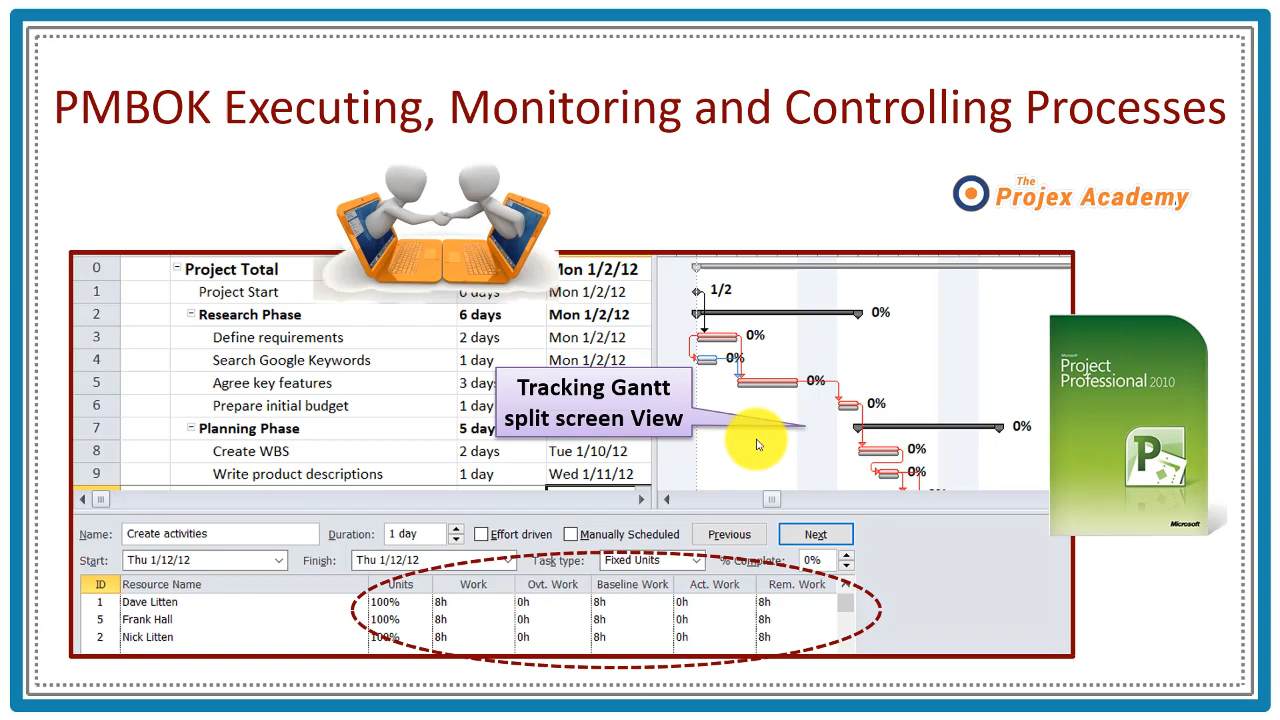 PMBOK Executing, Monitoring and Controlling Processes
The
Projex Academy
0 Project Total Mon 1/2/12
1 Project Start 0 days Mon 1/2/12 1/2
2 Research Phase 6 days Mon 1/2/12 0%
3 Define requirements 2 days Mon 1/2/12 0%
4 Search Google Keywords 1 day Mon 1/2/12 0%
5 Agree key features 3 days 0%
6 Prepare initial budget 1 day 0%
7 Planning Phase 5 days 0%
8 Create WBS 2 days Tue 1/10/12 0%
9 Write product descriptions 1 day Wed 1/11/12 0%
Tracking Gantt
split screen View
Microsoft
Project
Professional 2010
P
Microsoft
Name: Create activities Duration: 1 day Effort driven Manually Scheduled Previous Next
Start: Thu 1/12/12 Finish: Thu 1/12/12 Task type: Fixed Units % Complete: 0%
ID Resource Name Units Work Ovt. Work Baseline Work Act. Work Rem. Work
1 Dave Litten 100% 8h 0h 8h 0h 8h
5 Frank Hall 100% 8h 0h 8h 0h 8h
2 Nick Litten 100% 8h 0h 8h 0h 8h